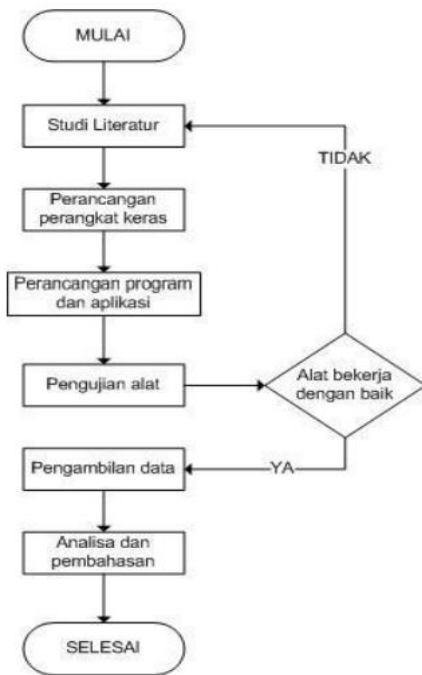 MULAI
Studi Literatur
TIDAK
Perancangan
perangkat keras
Perancangan program
dan aplikasi
Pengujian alat
Alat bekerja
dengan baik
Pengambilan data
YA
Analisa dan
pembahasan
SELESAI